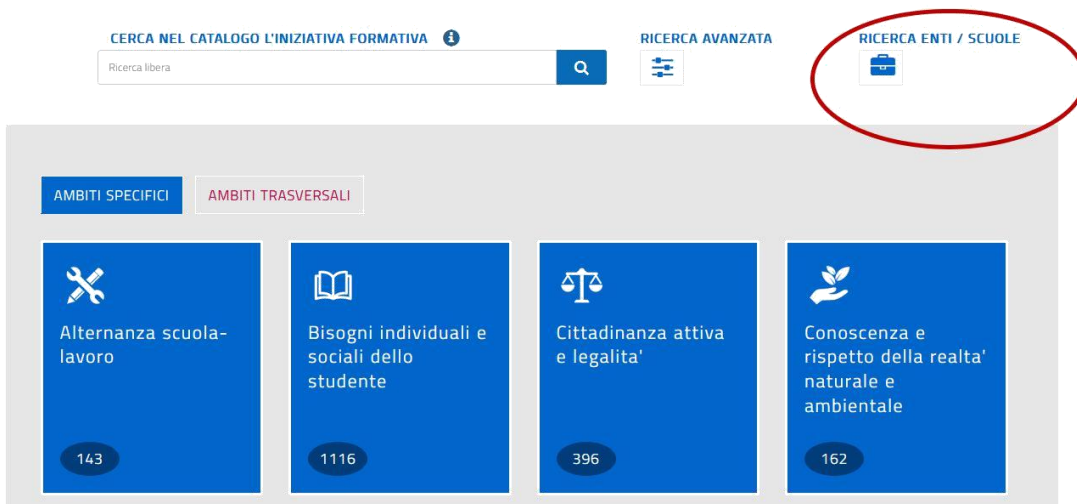 CERCA NEL CATALOGO L'INIZIATIVA FORMATIVA
Ricerca libera
RICERCA AVANZATA
RICERCA ENTI / SCUOLE
AMBITI SPECIFICI
AMBITI TRASVERSALI
Alternanza scuola-
lavoro
143
Bisogni individuali e
sociali dello
studente
1116
Cittadinanza attiva
e legalita'
396
Conoscenza e
rispetto della realta'
naturale e
ambientale
162